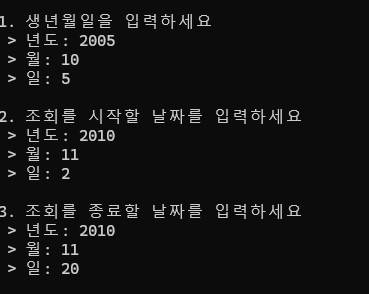 1. 생년월일을 입력하세요
> 년도: 2005
> 월: 10
> 일: 5
2. 조회를 시작할 날짜를 입력하세요
> 년도: 2010
> 월: 11
> 일: 2
3. 조회를 종료할 날짜를 입력하세요
> 년도: 2010
> 월: 11
> 일: 20